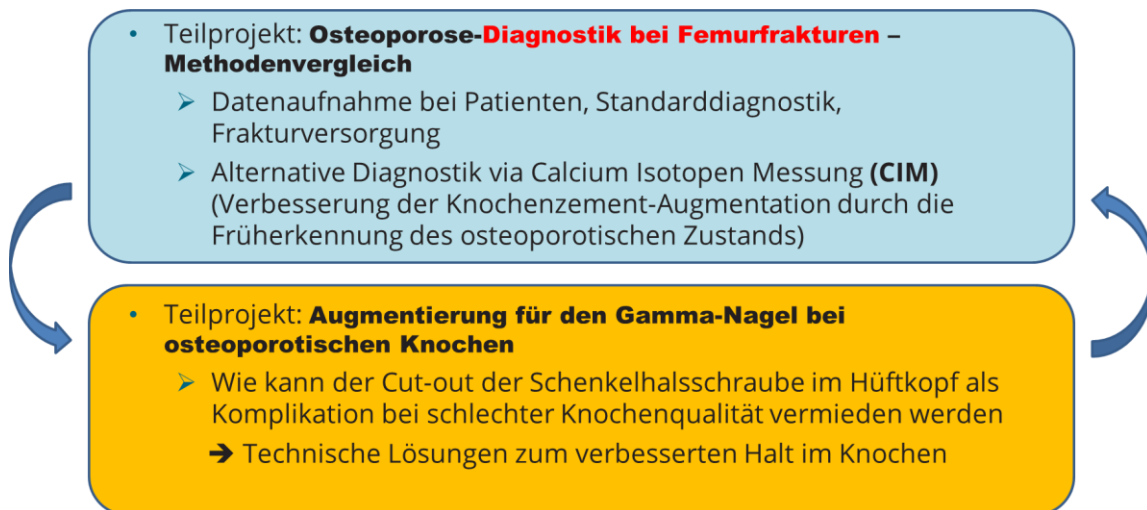 • Teilprojekt: Osteoporose-Diagnostik bei Femurfrakturen –
Methodenvergleich
➢ Datenaufnahme bei Patienten, Standarddiagnostik,
Frakturversorgung
➢ Alternative Diagnostik via Calcium Isotopen Messung (CIM)
(Verbesserung der Knochenzement-Augmentation durch die
Früherkennung des osteoporotischen Zustands)
• Teilprojekt: Augmentierung für den Gamma-Nagel bei
osteoporotischen Knochen
➢ Wie kann der Cut-out der Schenkelhalsschraube im Hüftkopf als
Komplikation bei schlechter Knochenqualität vermieden werden
➔ Technische Lösungen zum verbesserten Halt im Knochen